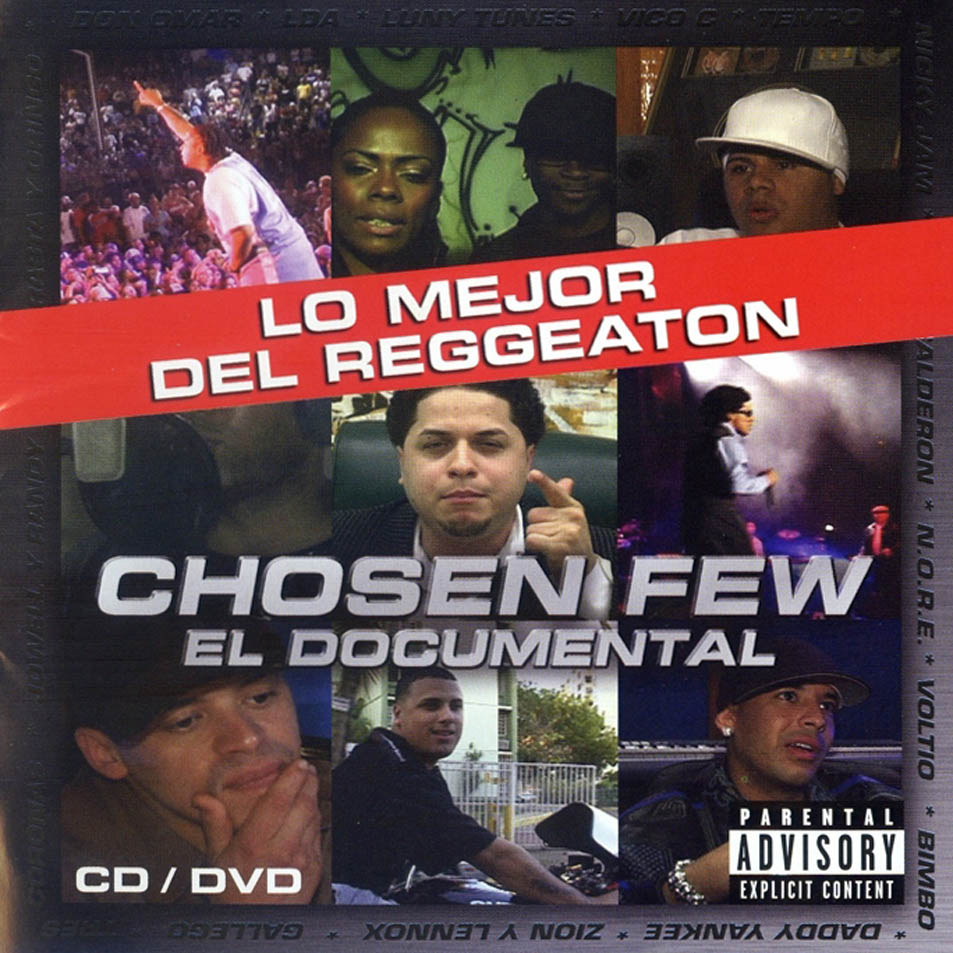 DON OMAR * LDA * LUNY TUNES * VICO C * TEMPO *
NICKY JAM *
CALDERON * N.O.R.E. * VOLTIO * BIMBO
LO MEJOR
DEL REGGEATON
CHOSEN FEW
EL DOCUMENTAL
CD / DVD
PARENTAL
ADVISORY
EXPLICIT CONTENT
* DADDY YANKEE * ZION Y LENNOX * GALLEGO *
JOWELL Y RANDY